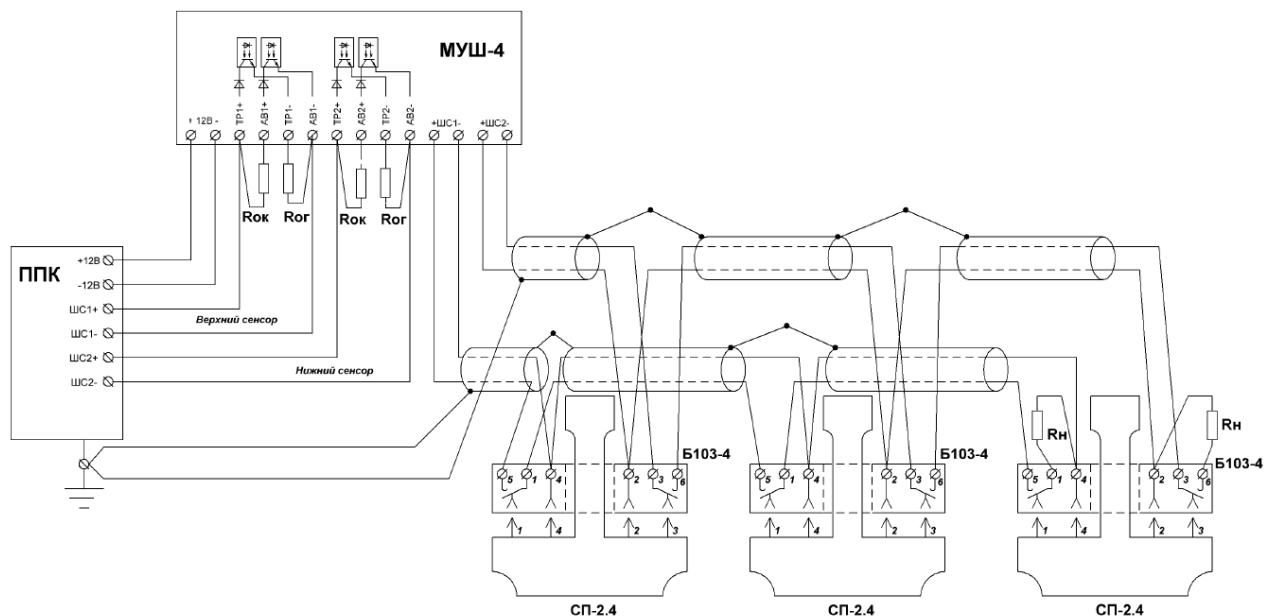 МУШ-4
+ 12В -
ТР1+
АВ1+
ТР1-
АВ1-
ТР2+
АВ2+
ТР2-
АВ2-
+ШС1-
+ШС2-
Rок
Rог
Rок
Rог
ППК
+12В
-12В
ШС1+
ШС1-
ШС2+
ШС2-
Верхний сенсор
Нижний сенсор
Б103-4
Б103-4
Б103-4
Rн
Rн
5 1 4 2 3 6
5 1 4 2 3 6
5 1 4 2 3 6
1 4 2 3
1 4 2 3
1 4 2 3
СП-2.4
СП-2.4
СП-2.4